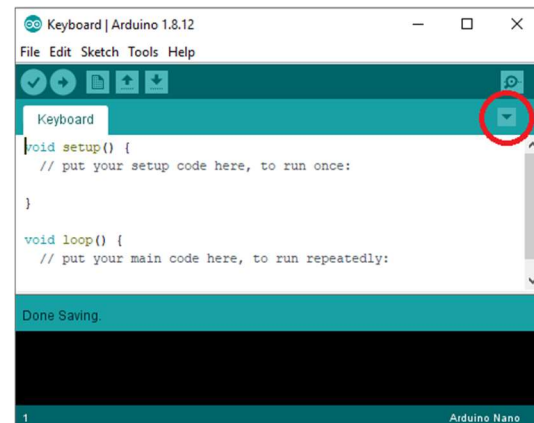 Keyboard | Arduino 1.8.12
File Edit Sketch Tools Help
Keyboard
void setup() {
  // put your setup code here, to run once:
}
void loop() {
  // put your main code here, to run repeatedly:
Done Saving.
1 Arduino Nano